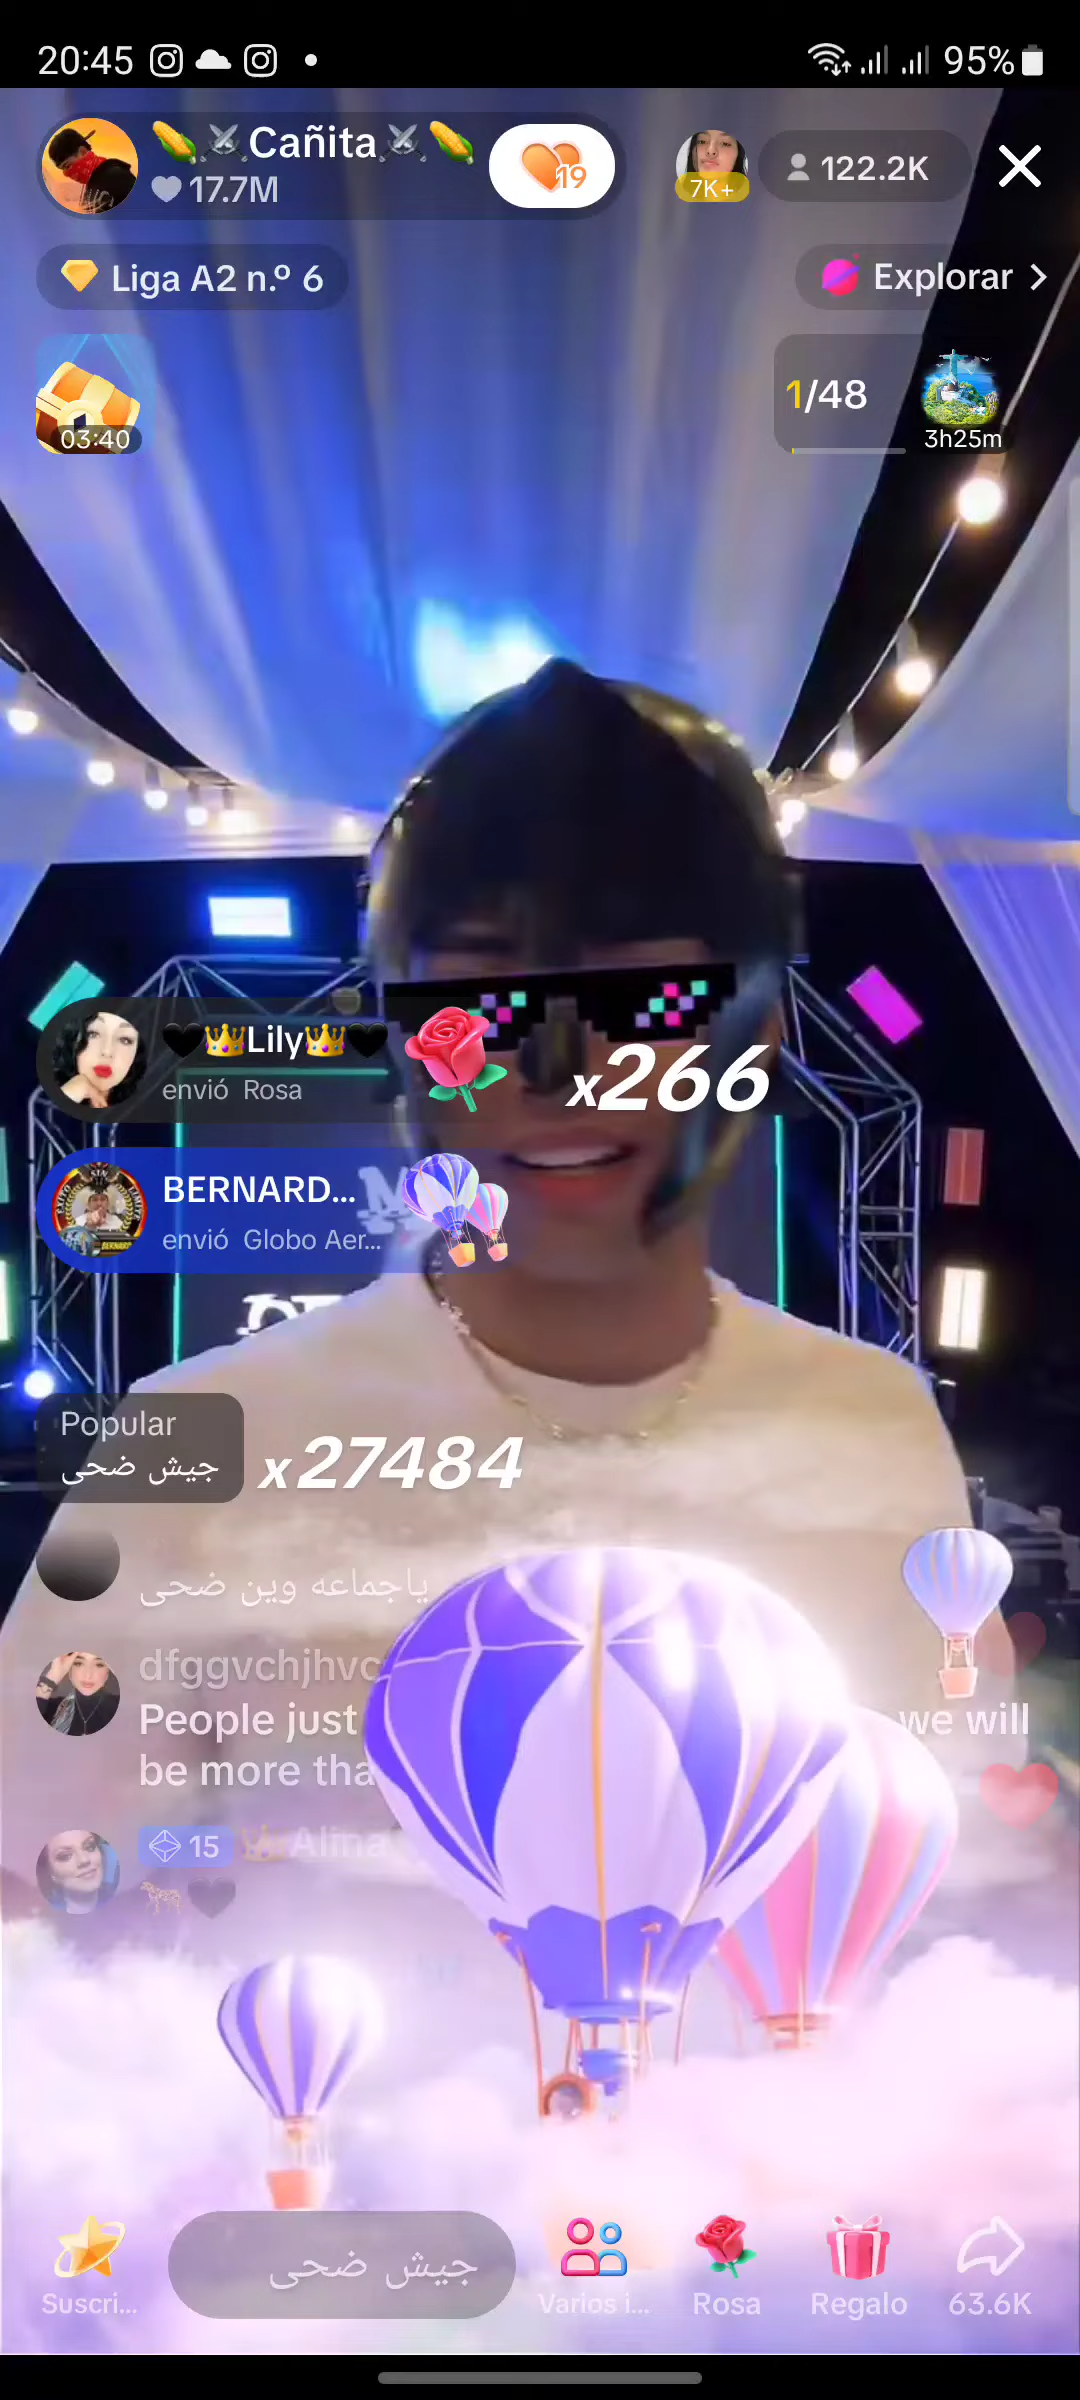 20:45
95%
🌽⚔️Cañita⚔️🌽
17.7M
19
7K+
122.2K
Liga A2 n.º 6
Explorar
03:40
1/48
3h25m
🖤👑Lily👑🖤
envió Rosa
x266
BERNARD...
envió Globo Aer...
Popular
جيش ضحى
x27484
ياجماعه وين ضحى
dfggvchjhvc
People just we will
be more tha
15 👑Alina
🐆🖤
Suscri...
جيش ضحى
Varios i...
Rosa
Regalo
63.6K